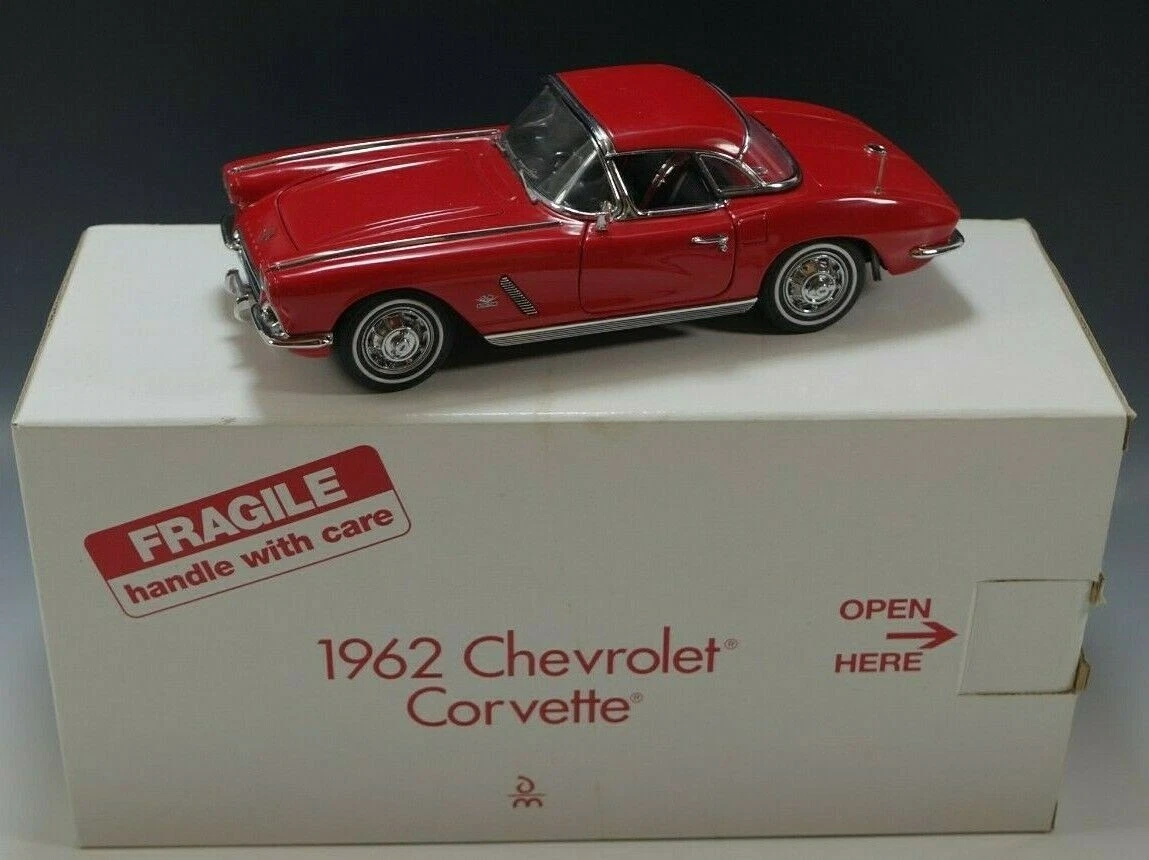 FRAGILE
handle with care
1962 Chevrolet®
Corvette®
OPEN
HERE